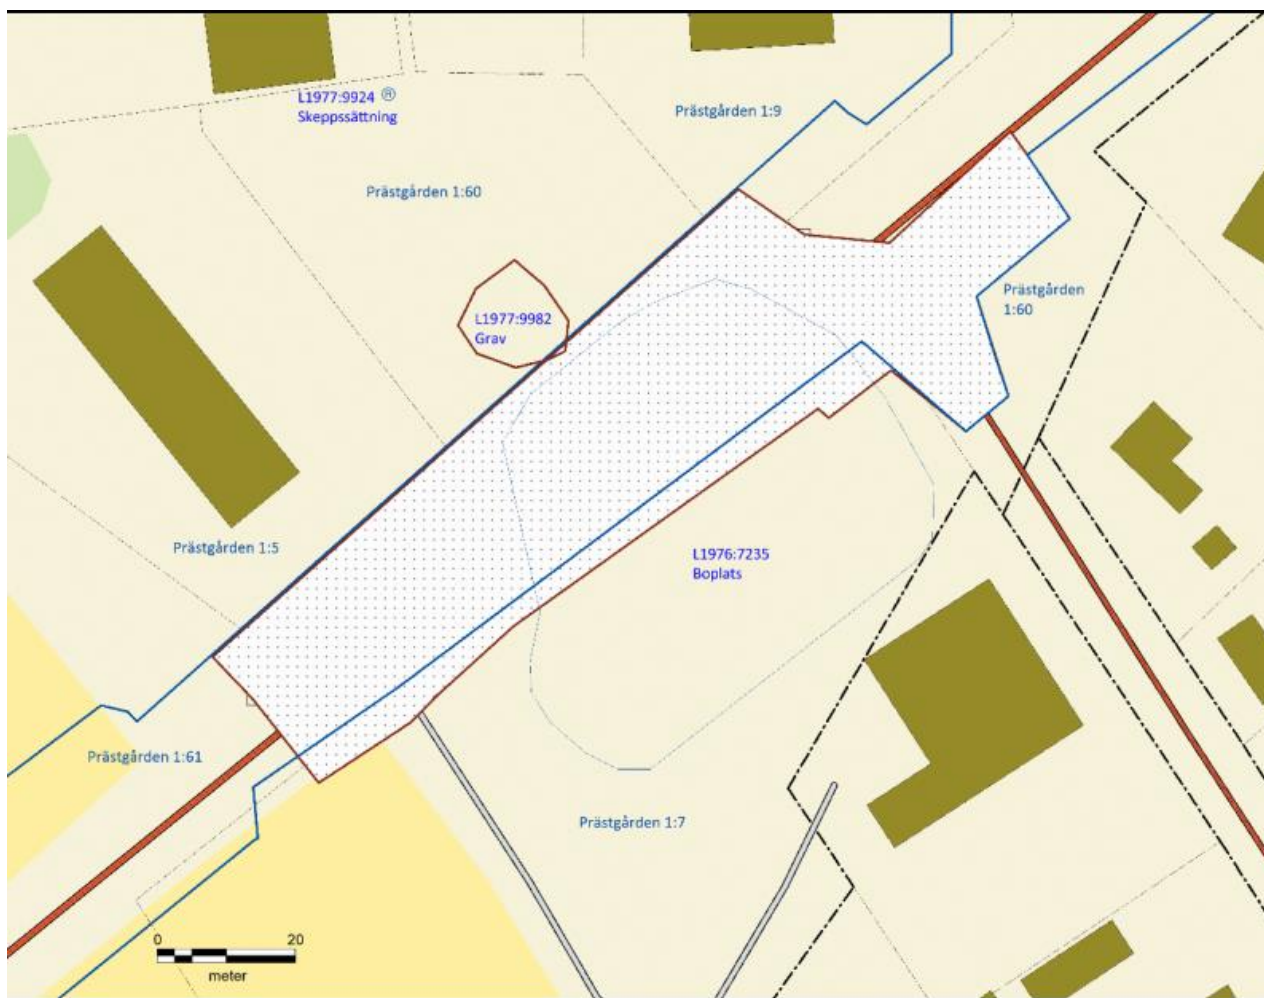 L1977:9924 ®
Skeppssättning
Prästgården 1:9
Prästgården 1:60
Prästgården
1:60
L1977:9982
Grav
Prästgården 1:5
L1976:7235
Boplats
Prästgården 1:61
Prästgården 1:7
0 20
meter